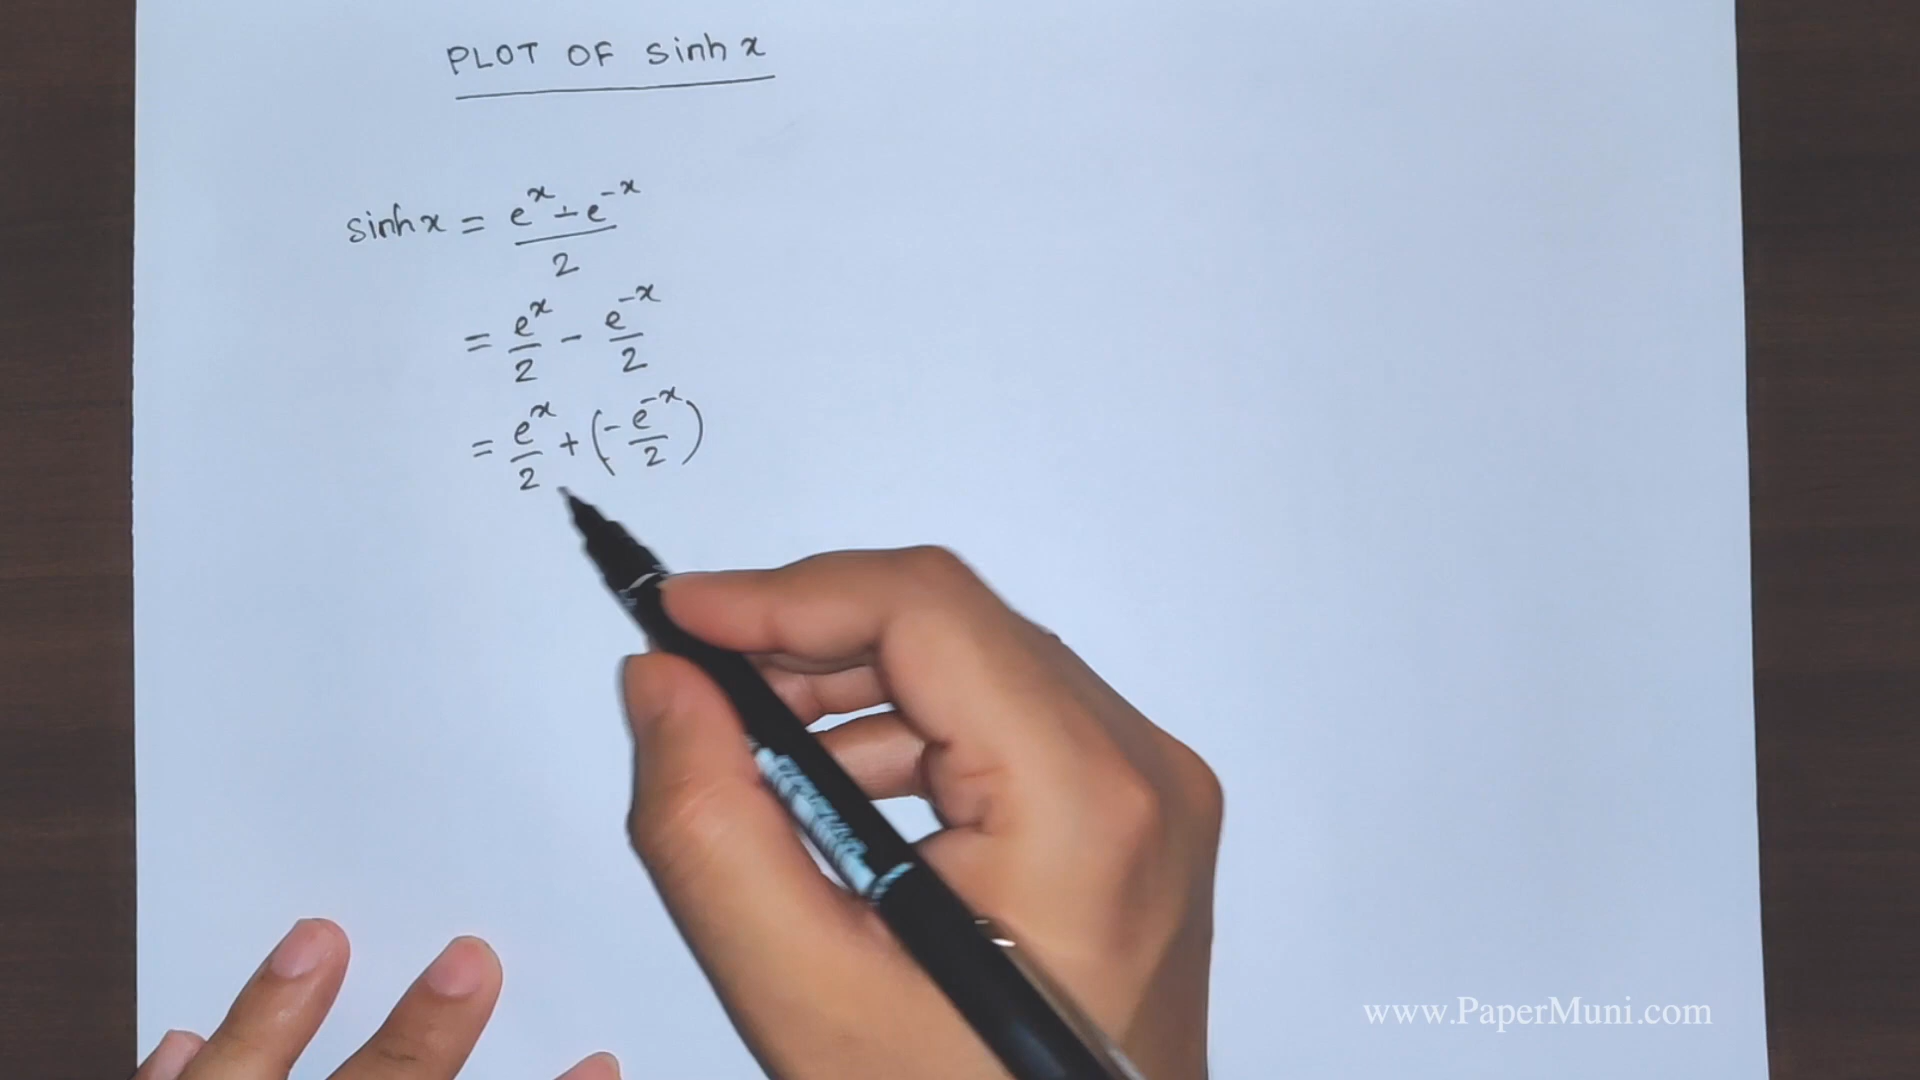 PLOT OF sinh x
sinh x = (e^x - e^-x)/2
= e^x/2 - e^-x/2
= e^x/2 + (-e^-x/2)
www.PaperMuni.com